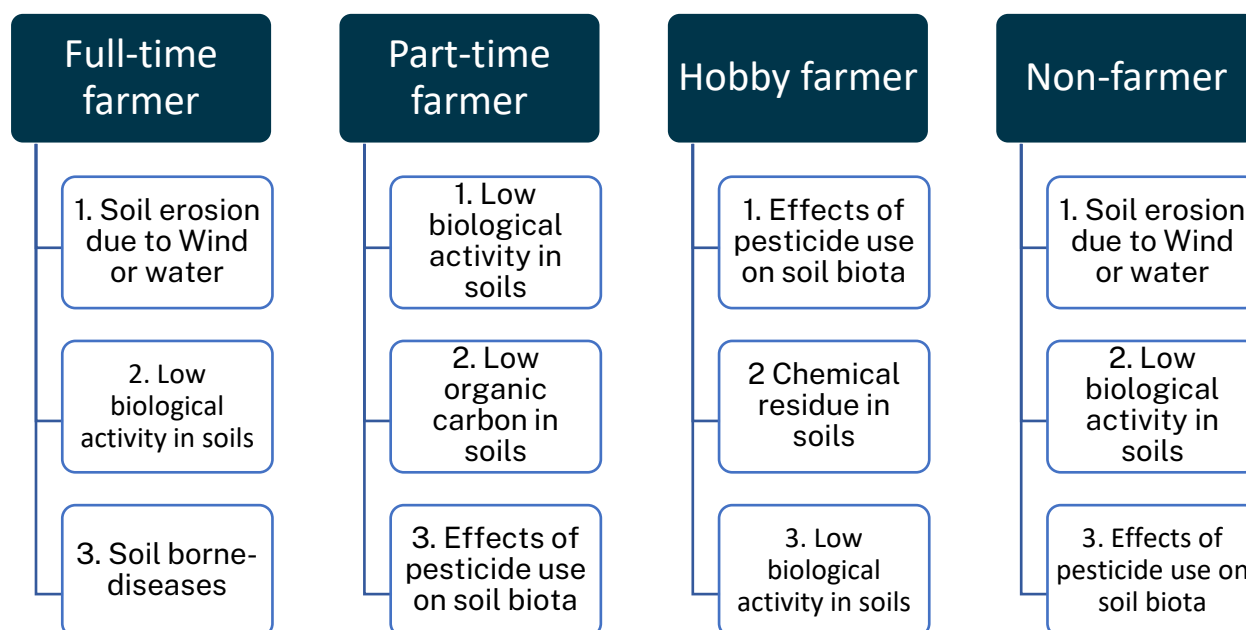 Full-time
farmer
1. Soil erosion
due to Wind
or water
2. Low
biological
activity in soils
3. Soil borne-
diseases
Part-time
farmer
1. Low
biological
activity in
soils
2. Low
organic
carbon in
soils
3. Effects of
pesticide use
on soil biota
Hobby farmer
1. Effects of
pesticide use
on soil biota
2 Chemical
residue in
soils
3. Low
biological
activity in soils
Non-farmer
1. Soil erosion
due to Wind
or water
2. Low
biological
activity in
soils
3. Effects of
pesticide use on
soil biota